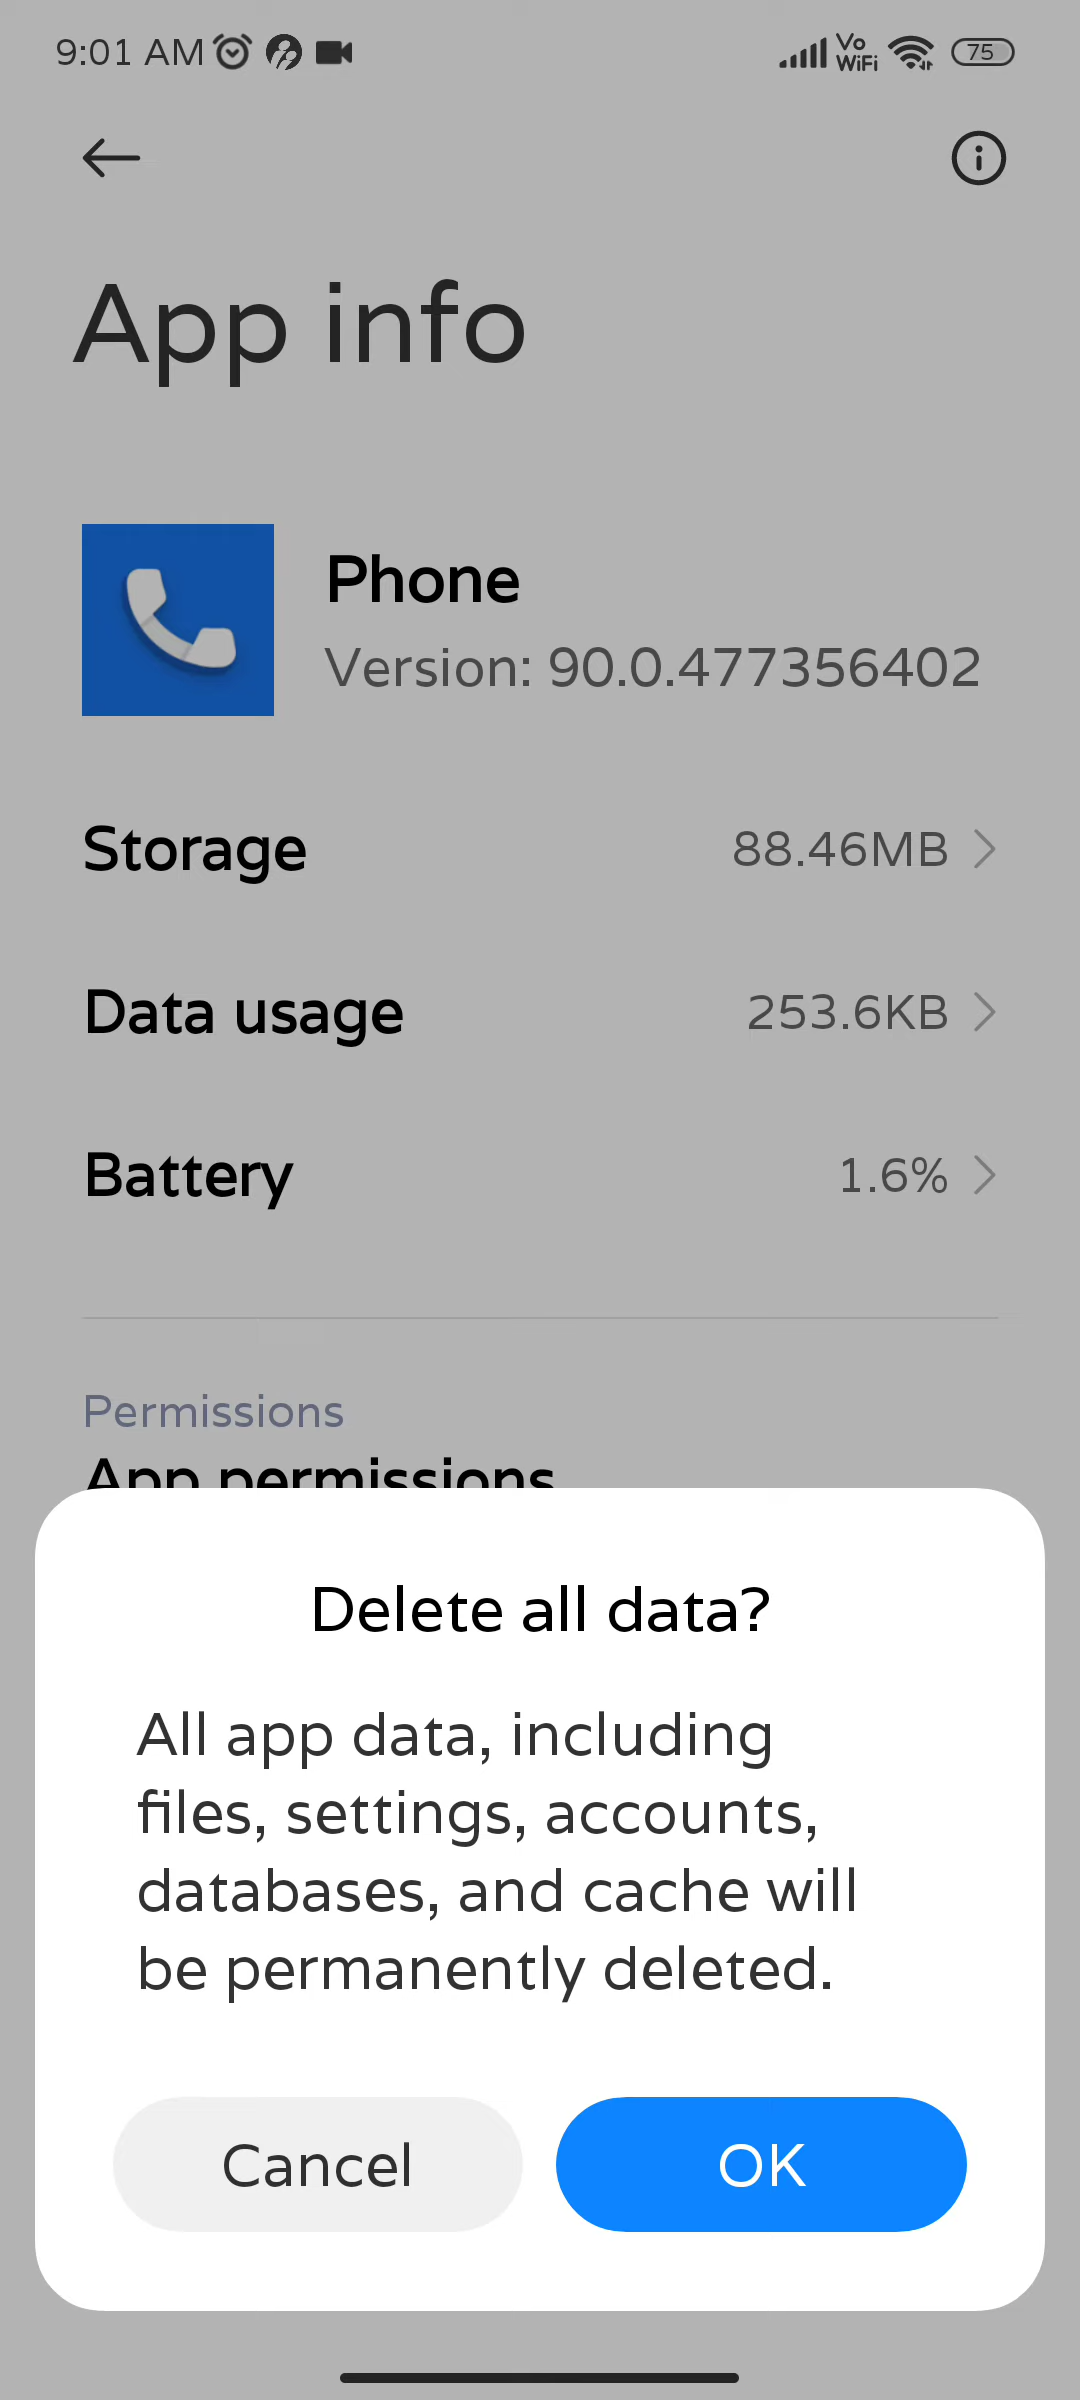 9:01 AM
Vo
WiFi
75
App info
Phone
Version: 90.0.477356402
Storage
88.46MB
Data usage
253.6KB
Battery
1.6%
Permissions
App permissions
Delete all data?
All app data, including
files, settings, accounts,
databases, and cache will
be permanently deleted.
Cancel
OK